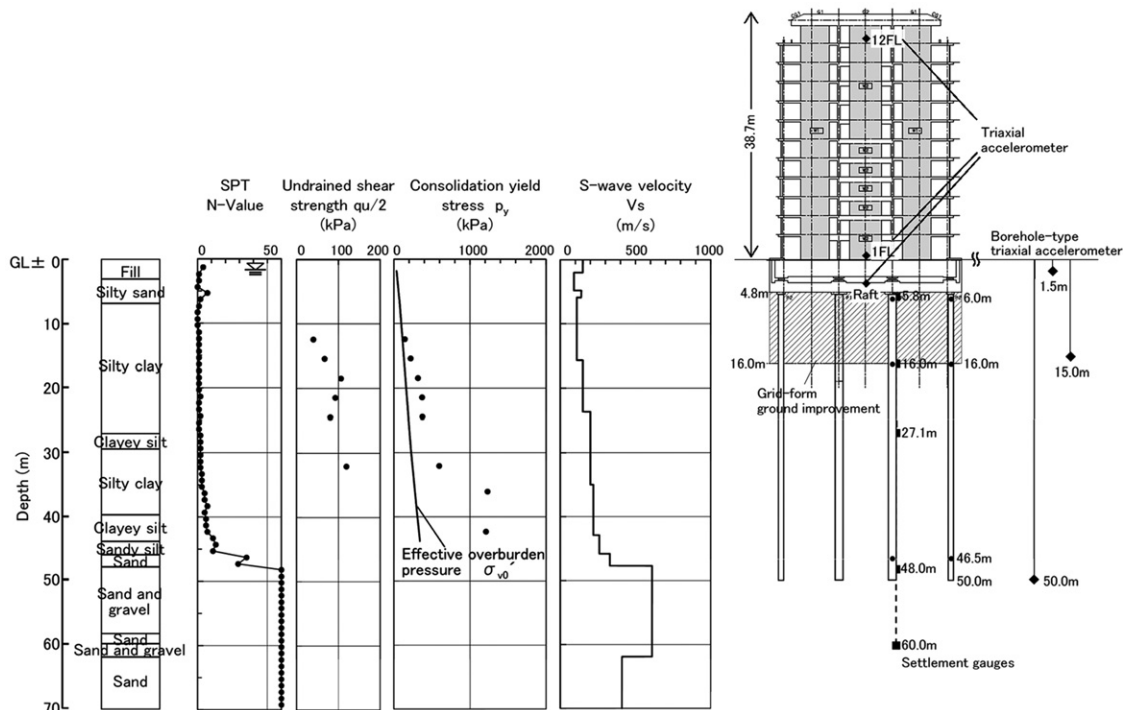 SPT
N-Value
Undrained shear
strength qu/2
(kPa)
Consolidation yield
stress py
(kPa)
S-wave velocity
Vs
(m/s)
0 50
0 100 200
0 1000 2000
0 500 1000
GL± 0
10
20
30
40
50
60
70
Depth (m)
Fill
Silty sand
Silty clay
Clayey silt
Silty clay
Clayey silt
Sandy silt
Sand
Sand and
gravel
Sand
Sand and gravel
Sand
Effective overburden
pressure σv0′
38.7m
12FL
1FL
Raft
Triaxial
accelerometer
Borehole-type
triaxial accelerometer
1.5m
15.0m
50.0m
4.8m
5.8m
6.0m
16.0m
16.0m
16.0m
Grid-form
ground improvement
27.1m
46.5m
48.0m
50.0m
60.0m
Settlement gauges